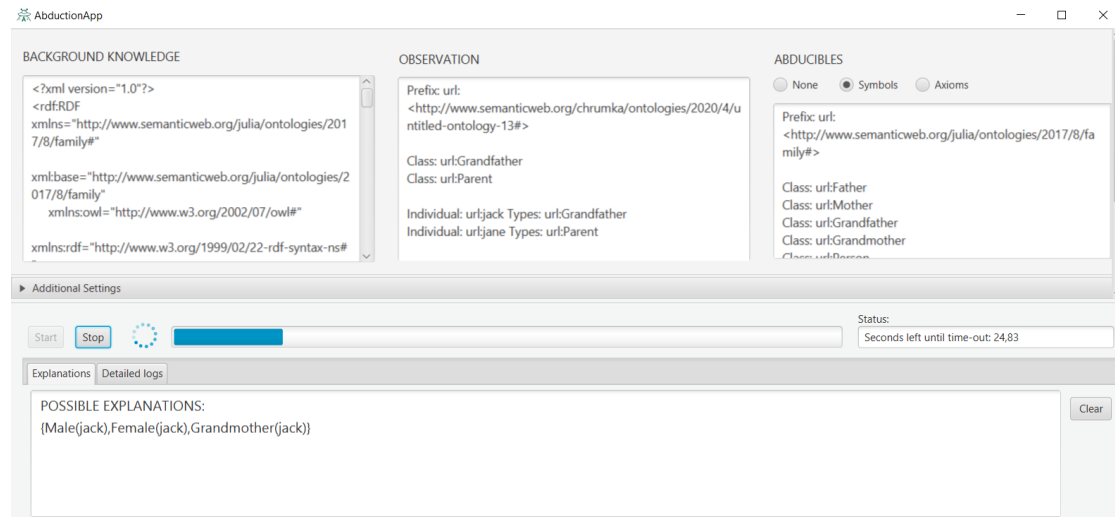 AbductionApp
BACKGROUND KNOWLEDGE
<?xml version="1.0"?>
<rdf:RDF
xmlns="http://www.semanticweb.org/julia/ontologies/201
7/8/family#"
xml:base="http://www.semanticweb.org/julia/ontologies/2
017/8/family"
xmlns:owl="http://www.w3.org/2002/07/owl#"
xmlns:rdf="http://www.w3.org/1999/02/22-rdf-syntax-ns#
OBSERVATION
Prefix: url:
<http://www.semanticweb.org/chrumka/ontologies/2020/4/u
ntitled-ontology-13#>
Class: url:Grandfather
Class: url:Parent
Individual: url:jack Types: url:Grandfather
Individual: url:jane Types: url:Parent
ABDUCIBLES
None Symbols Axioms
Prefix url:
<http://www.semanticweb.org/julia/ontologies/2017/8/fa
mily#>
Class: url:Father
Class: url:Mother
Class: url:Grandfather
Class: url:Grandmother
Class: url:Person
Additional Settings
Start Stop
Status:
Seconds left until time-out: 24,83
Explanations Detailed logs
POSSIBLE EXPLANATIONS:
{Male(jack),Female(jack),Grandmother(jack)}
Clear